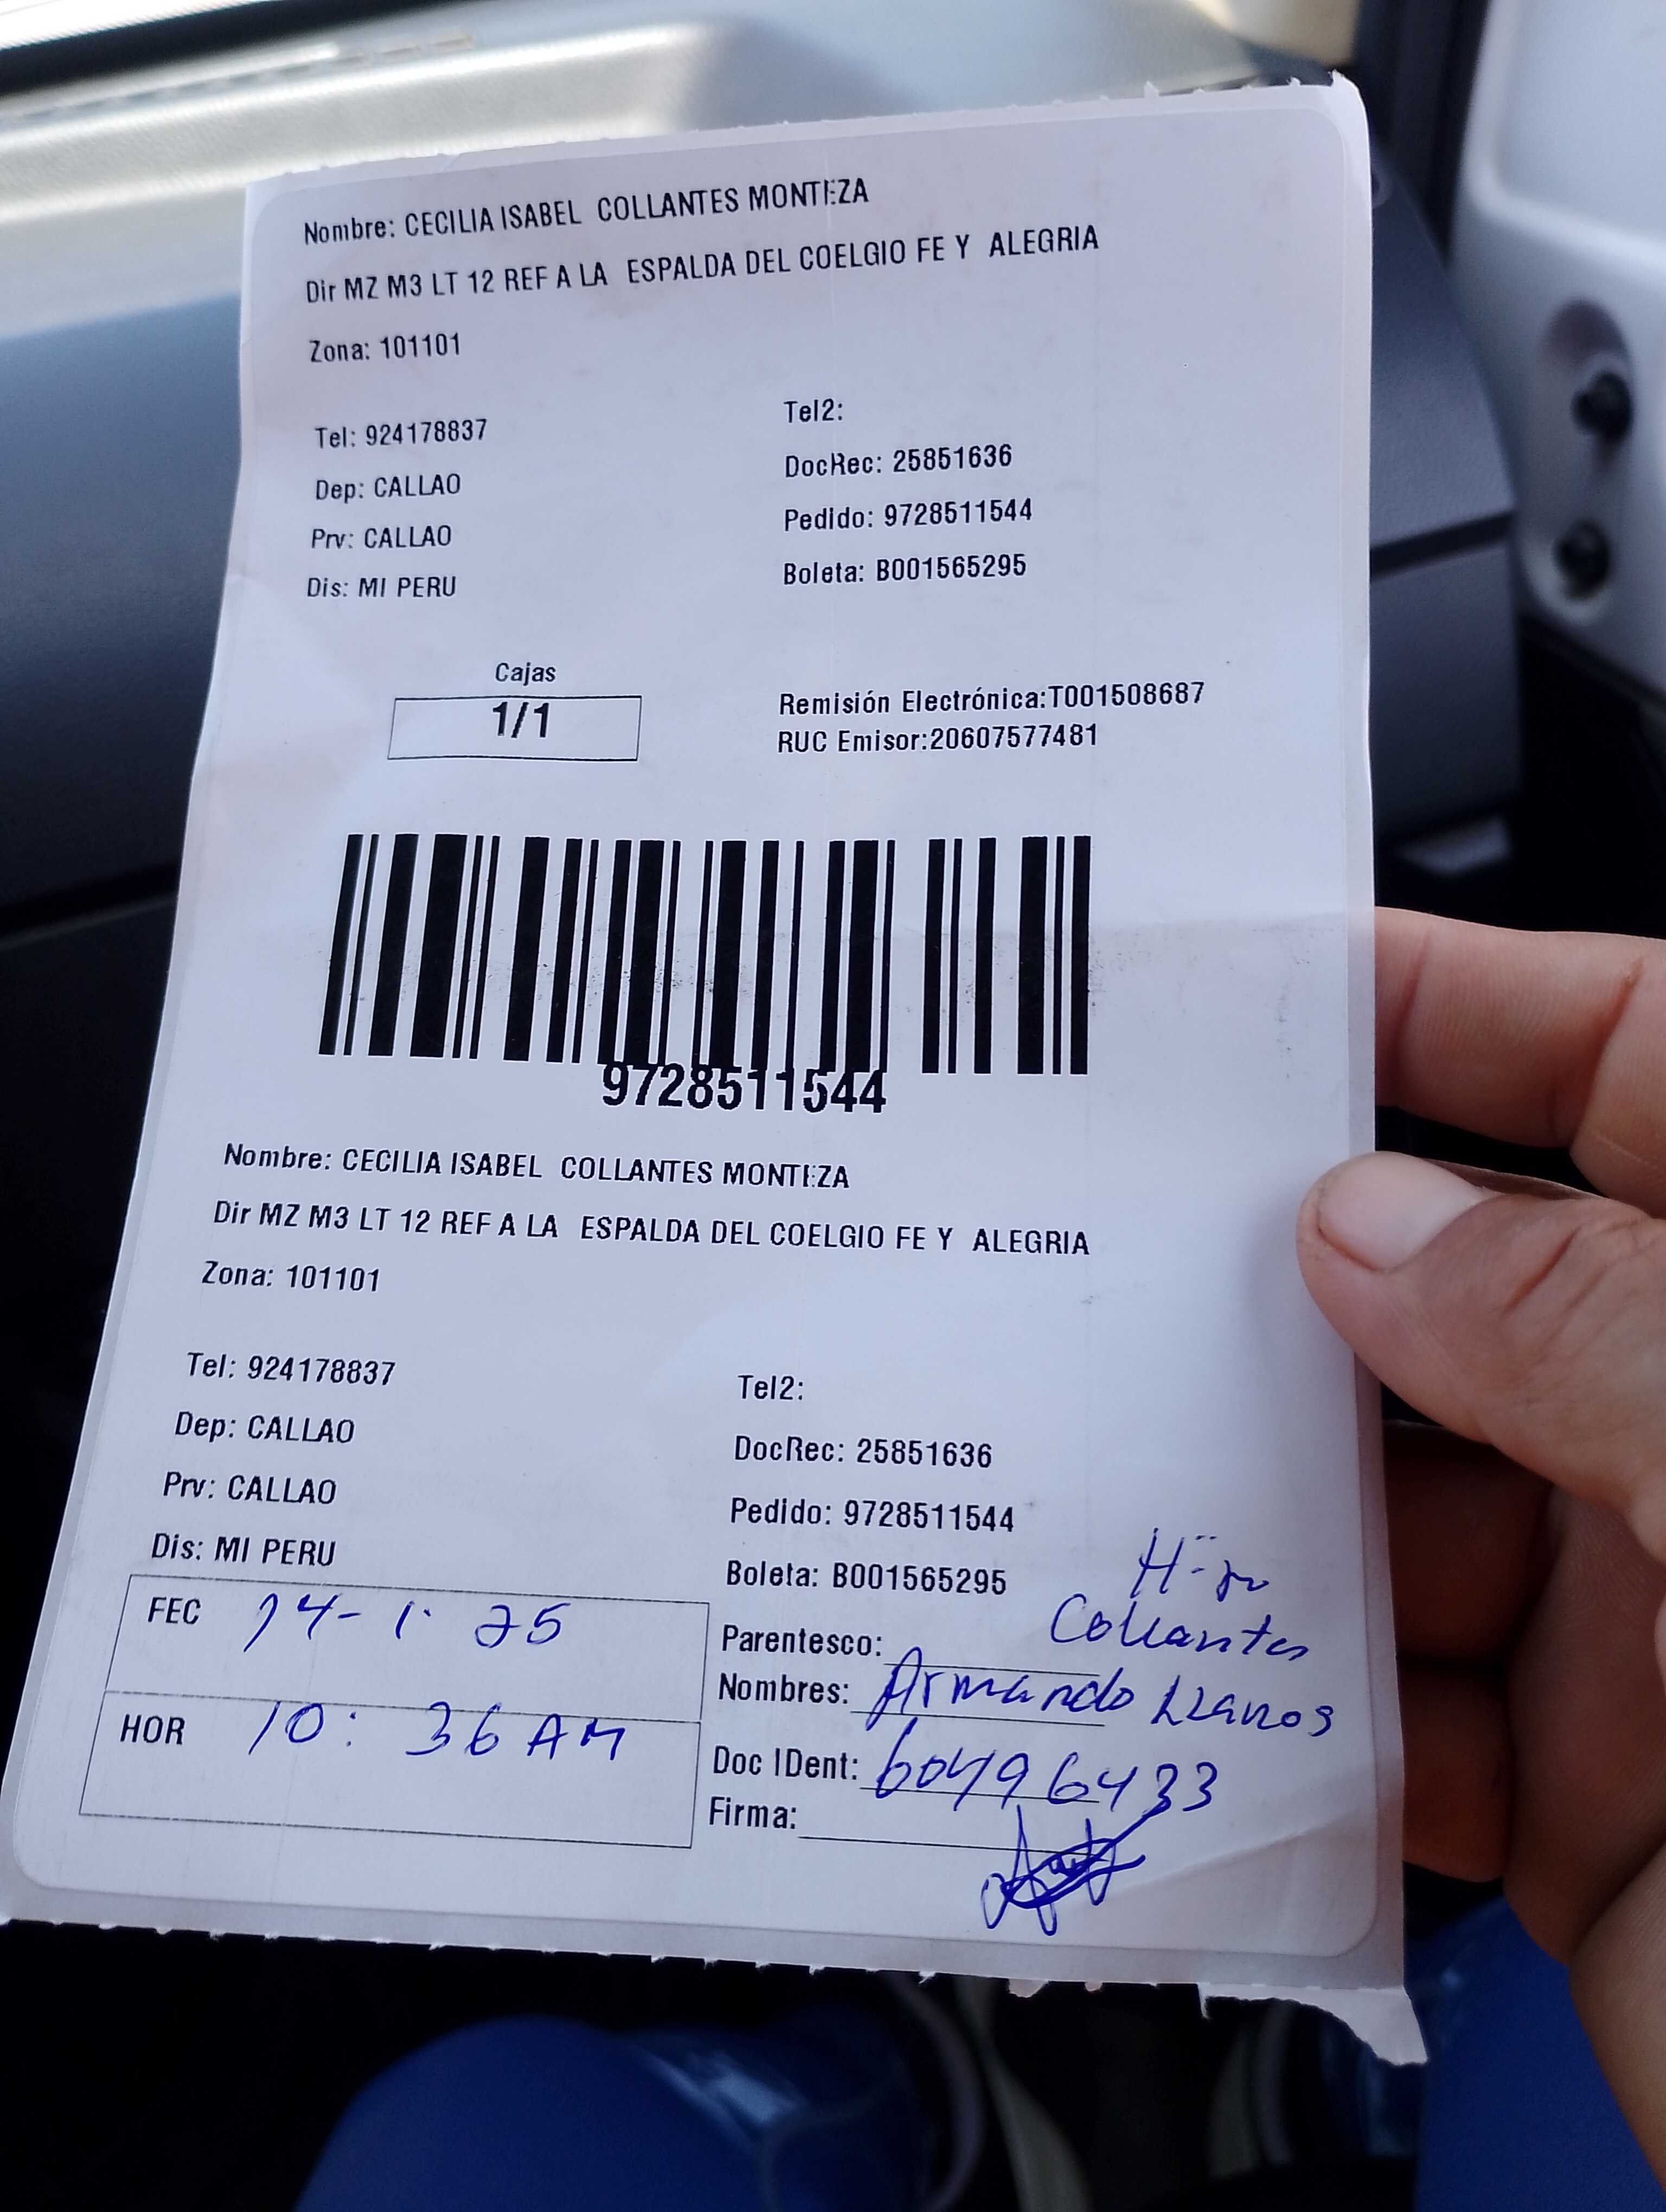 Nombre: CECILIA ISABEL COLLANTES MONTEZA
Dir MZ M3 LT 12 REF A LA ESPALDA DEL COELGIO FE Y ALEGRIA
Zona: 101101
Tel: 924178837
Tel2:
Dep: CALLAO
DocRec: 25851636
Prv: CALLAO
Pedido: 9728511544
Dis: MI PERU
Boleta: B001565295
Cajas
1/1
Remisión Electrónica:T001508687
RUC Emisor:20607577481
9728511544
Nombre: CECILIA ISABEL COLLANTES MONTEZA
Dir MZ M3 LT 12 REF A LA ESPALDA DEL COELGIO FE Y ALEGRIA
Zona: 101101
Tel: 924178837
Tel2:
Dep: CALLAO
DocRec: 25851636
Prv: CALLAO
Pedido: 9728511544
Dis: MI PERU
Boleta: B001565295
FEC 14-1-25
Hijo
Parentesco: Collantes
Nombres: Armando Llanos
HOR 10:36 AM
Doc IDent: 60496433
Firma: